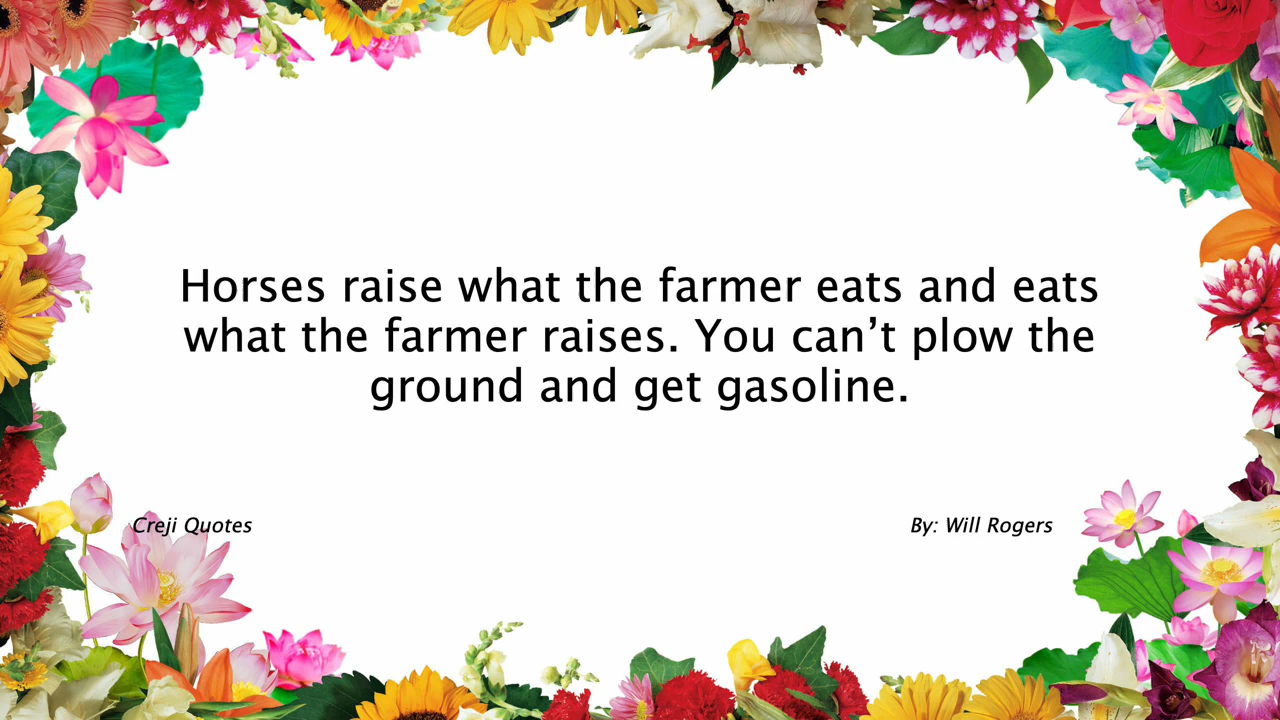 Horses raise what the farmer eats and eats
what the farmer raises. You can’t plow the
ground and get gasoline.
Creji Quotes
By: Will Rogers